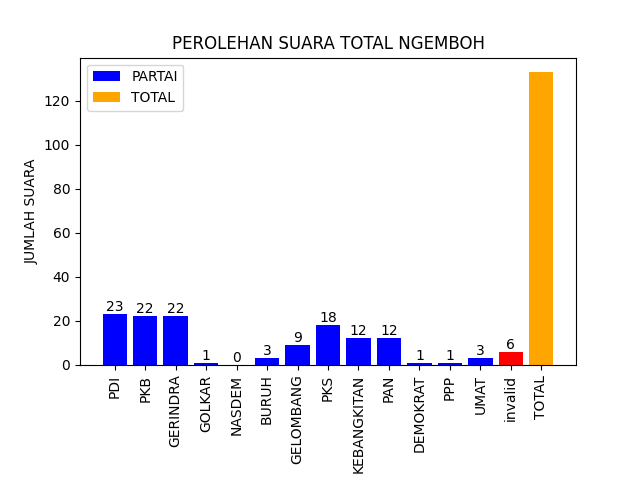 PEROLEHAN SUARA TOTAL NGEMBOH
PARTAI
TOTAL
JUMLAH SUARA
120
100
80
60
40
20
0
23
22
22
1
0
3
9
18
12
12
1
1
3
6
PDI
PKB
GERINDRA
GOLKAR
NASDEM
BURUH
GELOMBANG
PKS
KEBANGKITAN
PAN
DEMOKRAT
PPP
UMAT
invalid
TOTAL